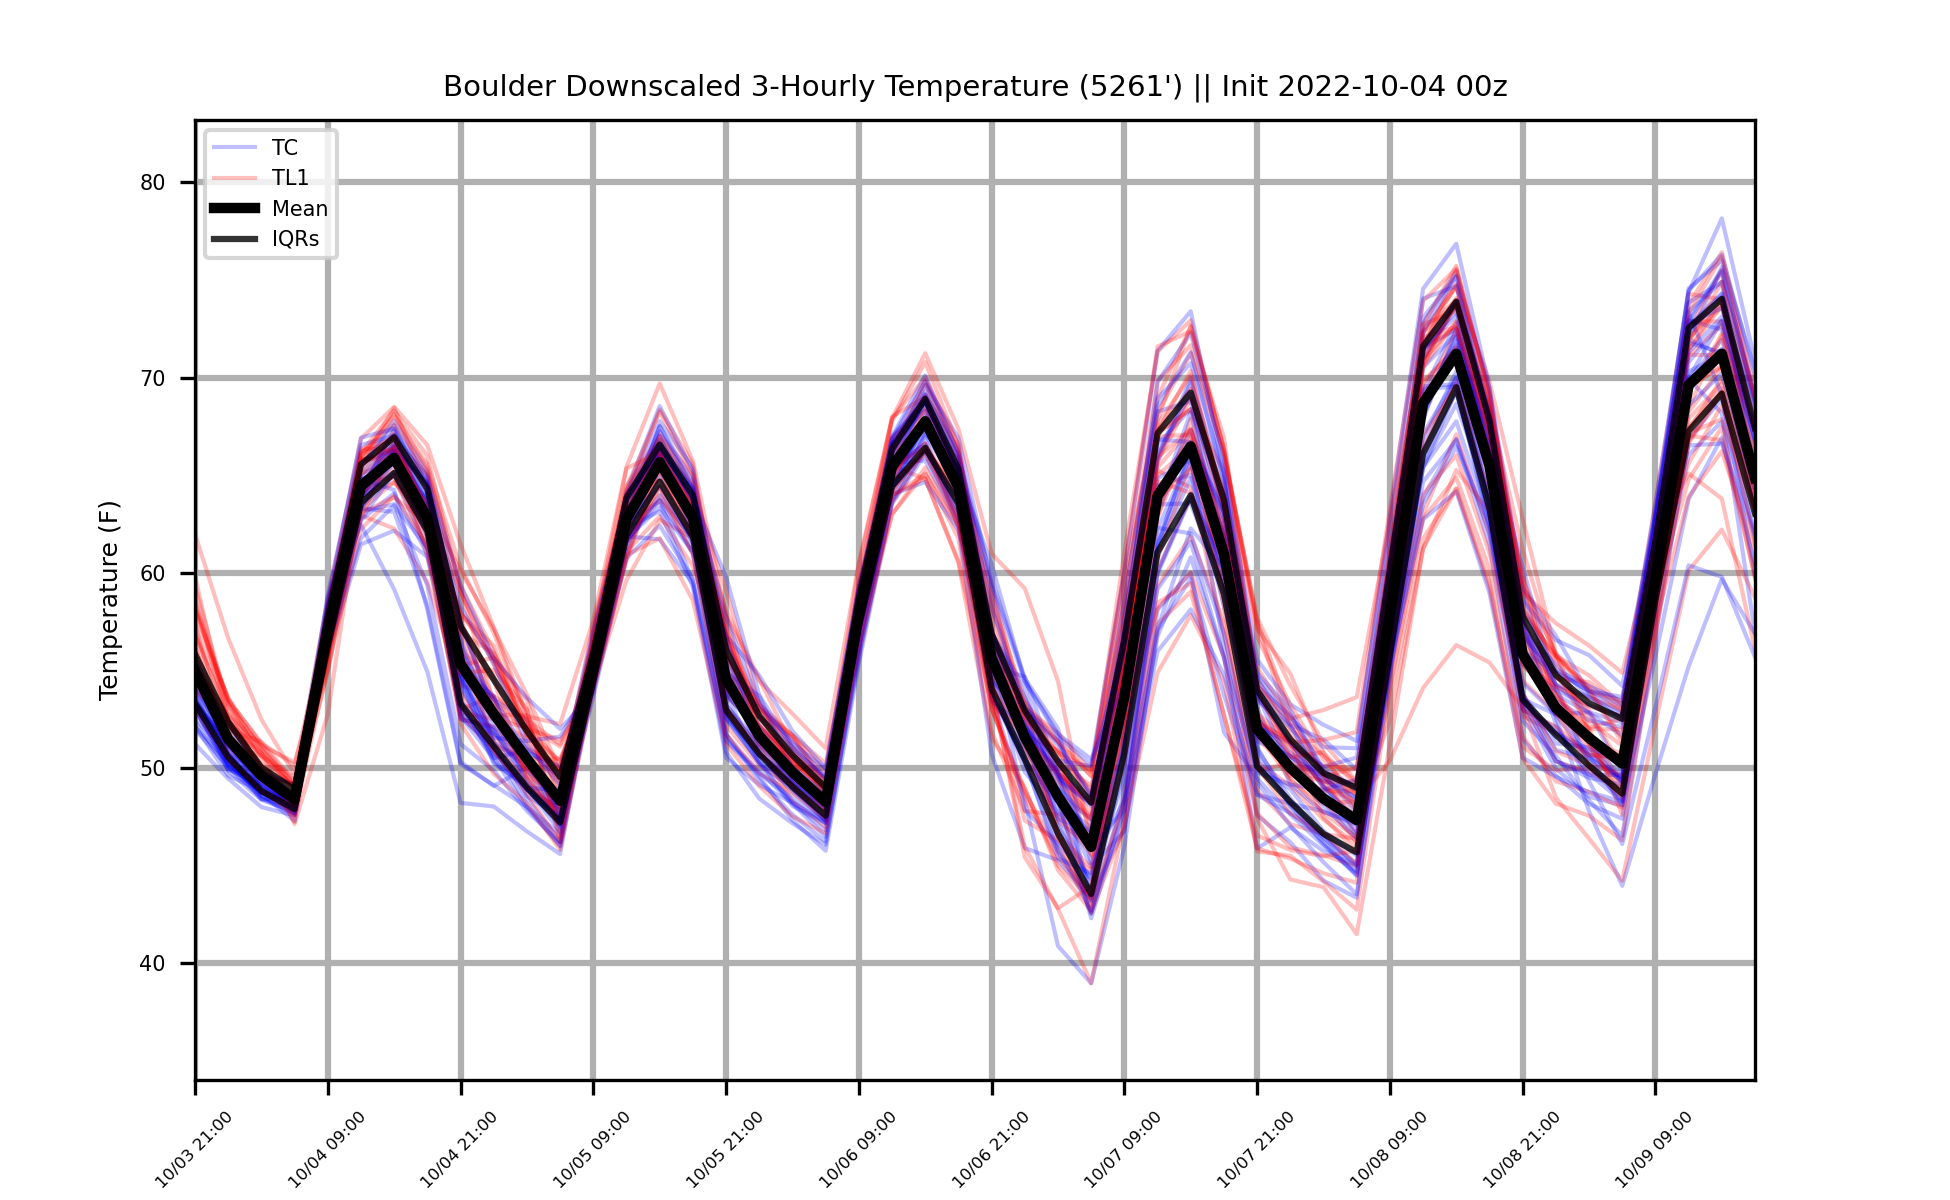 Boulder Downscaled 3-Hourly Temperature (5261') || Init 2022-10-04 00z
TC
TL1
Mean
IQRs
Temperature (F)
80
70
60
50
40
10/03 21:00
10/04 09:00
10/04 21:00
10/05 09:00
10/05 21:00
10/06 09:00
10/06 21:00
10/07 09:00
10/07 21:00
10/08 09:00
10/08 21:00
10/09 09:00